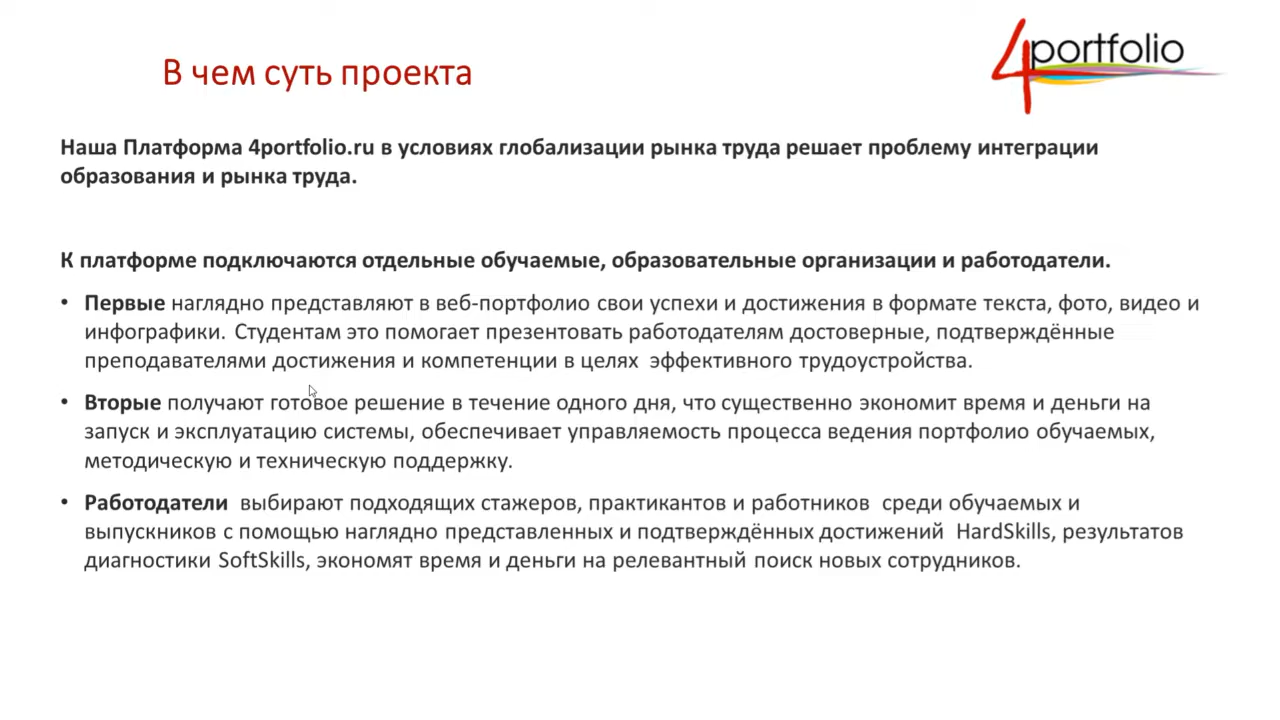 4portfolio
В чем суть проекта
Наша Платформа 4portfolio.ru в условиях глобализации рынка труда решает проблему интеграции
образования и рынка труда.
К платформе подключаются отдельные обучаемые, образовательные организации и работодатели.
• Первые наглядно представляют в веб-портфолио свои успехи и достижения в формате текста, фото, видео и
инфографики. Студентам это помогает презентовать работодателям достоверные, подтверждённые
преподавателями достижения и компетенции в целях эффективного трудоустройства.
• Вторые получают готовое решение в течение одного дня, что существенно экономит время и деньги на
запуск и эксплуатацию системы, обеспечивает управляемость процесса ведения портфолио обучаемых,
методическую и техническую поддержку.
• Работодатели выбирают подходящих стажеров, практикантов и работников среди обучаемых и
выпускников с помощью наглядно представленных и подтверждённых достижений HardSkills, результатов
диагностики SoftSkills, экономят время и деньги на релевантный поиск новых сотрудников.